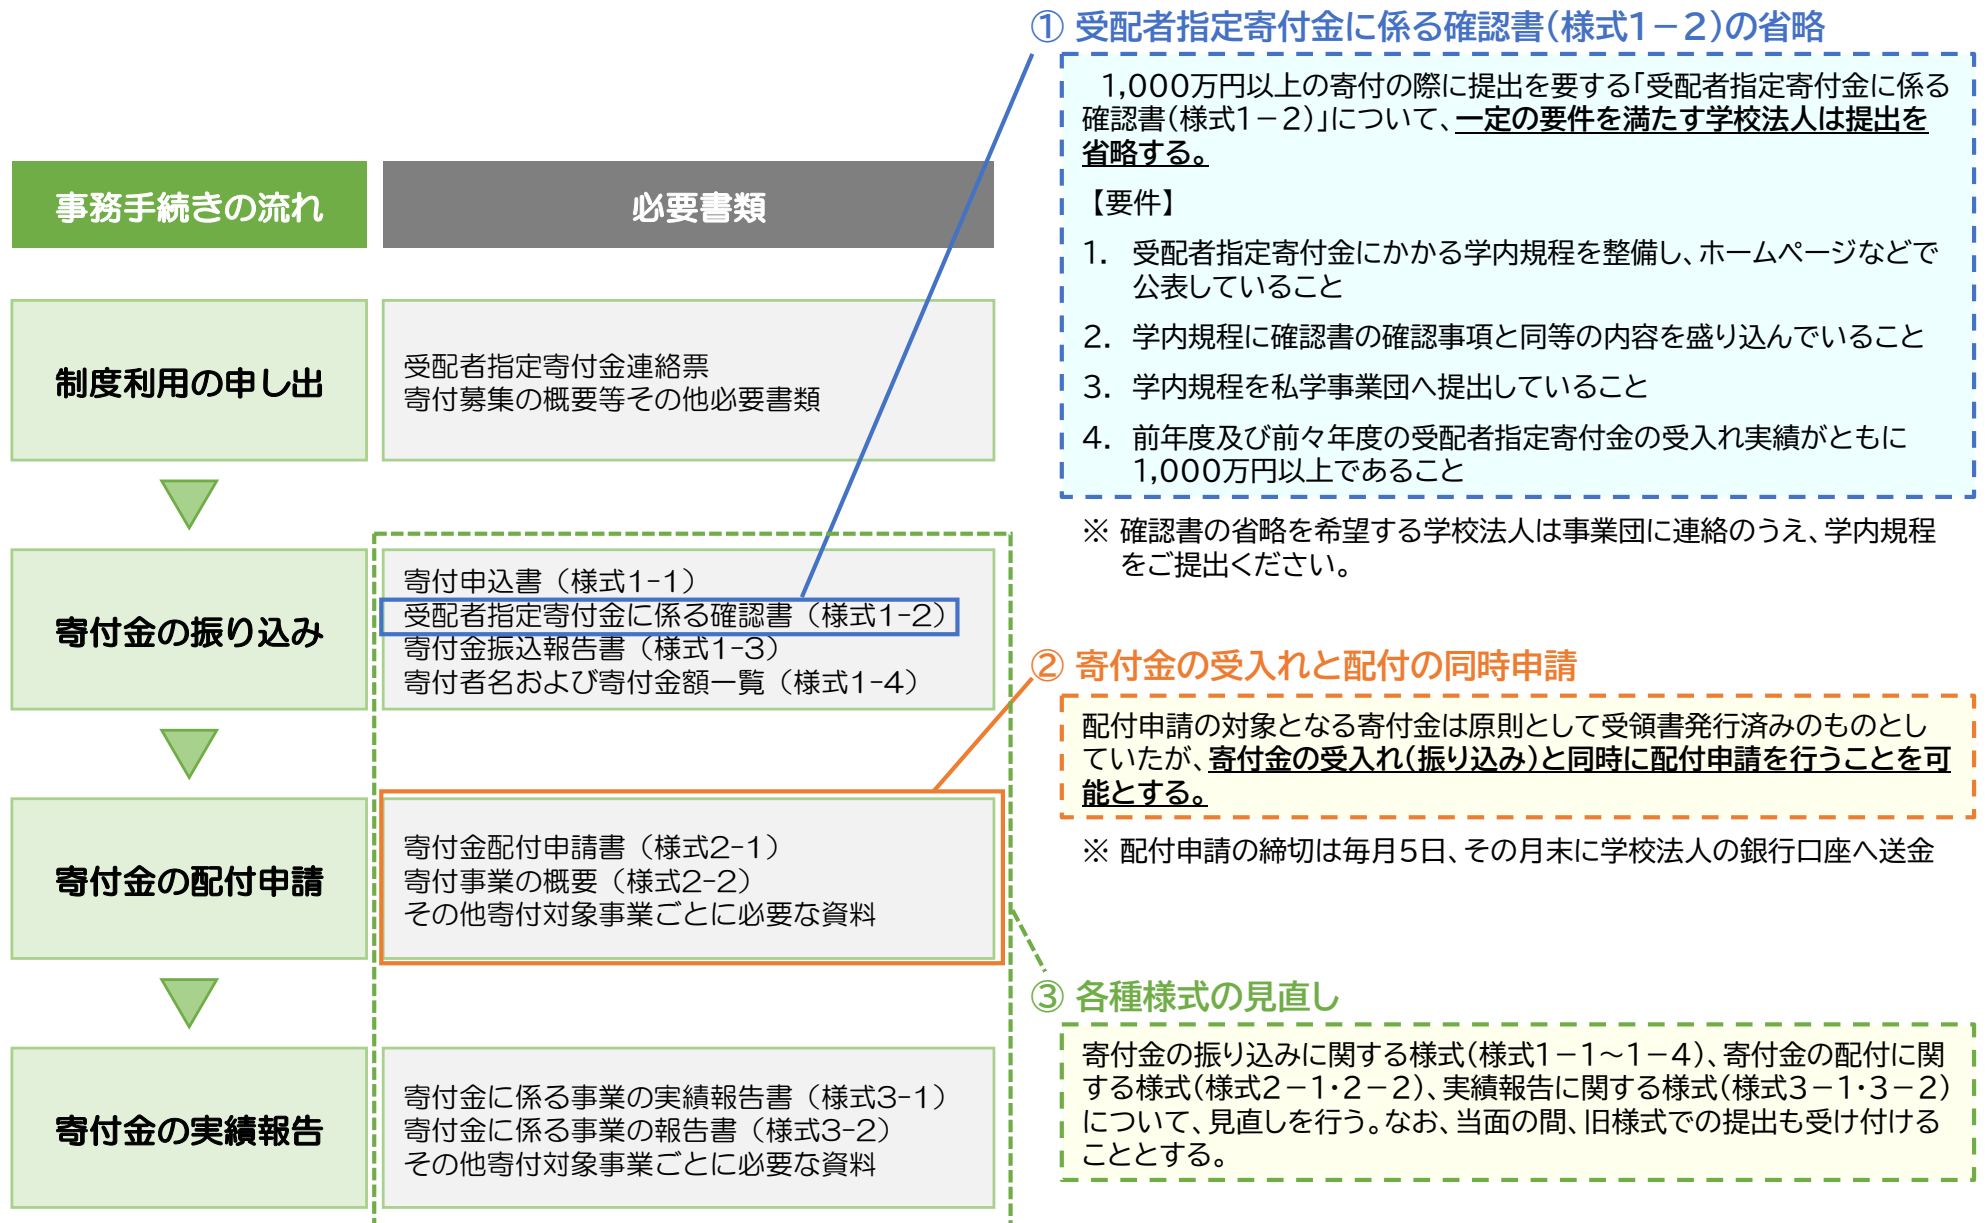 事務手続きの流れ
必要書類
制度利用の申し出
受配者指定寄付金連絡票
寄付募集の概要等その他必要書類
寄付金の振り込み
寄付申込書（様式1-1）
受配者指定寄付金に係る確認書（様式1-2）
寄付金振込報告書（様式1-3）
寄付者名および寄付金額一覧（様式1-4）
寄付金の配付申請
寄付金配付申請書（様式2-1）
寄付事業の概要（様式2-2）
その他寄付対象事業ごとに必要な資料
寄付金の実績報告
寄付金に係る事業の実績報告書（様式3-1）
寄付金に係る事業の報告書（様式3-2）
その他寄付対象事業ごとに必要な資料
① 受配者指定寄付金に係る確認書（様式１－２）の省略
1,000万円以上の寄付の際に提出を要する「受配者指定寄付金に係る
確認書（様式１－２）」について、一定の要件を満たす学校法人は提出を
省略する。
【要件】
1. 受配者指定寄付金にかかる学内規程を整備し、ホームページなどで
公表していること
2. 学内規程に確認書の確認事項と同等の内容を盛り込んでいること
3. 学内規程を私学事業団へ提出していること
4. 前年度及び前々年度の受配者指定寄付金の受入れ実績がともに
1,000万円以上であること
※ 確認書の省略を希望する学校法人は事業団に連絡のうえ、学内規程
をご提出ください。
② 寄付金の受入れと配付の同時申請
配付申請の対象となる寄付金は原則として受領書発行済みのものとし
ていたが、寄付金の受入れ（振り込み）と同時に配付申請を行うことを可
能とする。
※ 配付申請の締切は毎月5日、その月末に学校法人の銀行口座へ送金
③ 各種様式の見直し
寄付金の振り込みに関する様式（様式１－１～１－４）、寄付金の配付に関
する様式（様式２－１・２－２）、実績報告に関する様式（様式３－１・３－２）
について、見直しを行う。なお、当面の間、旧様式での提出も受け付ける
こととする。